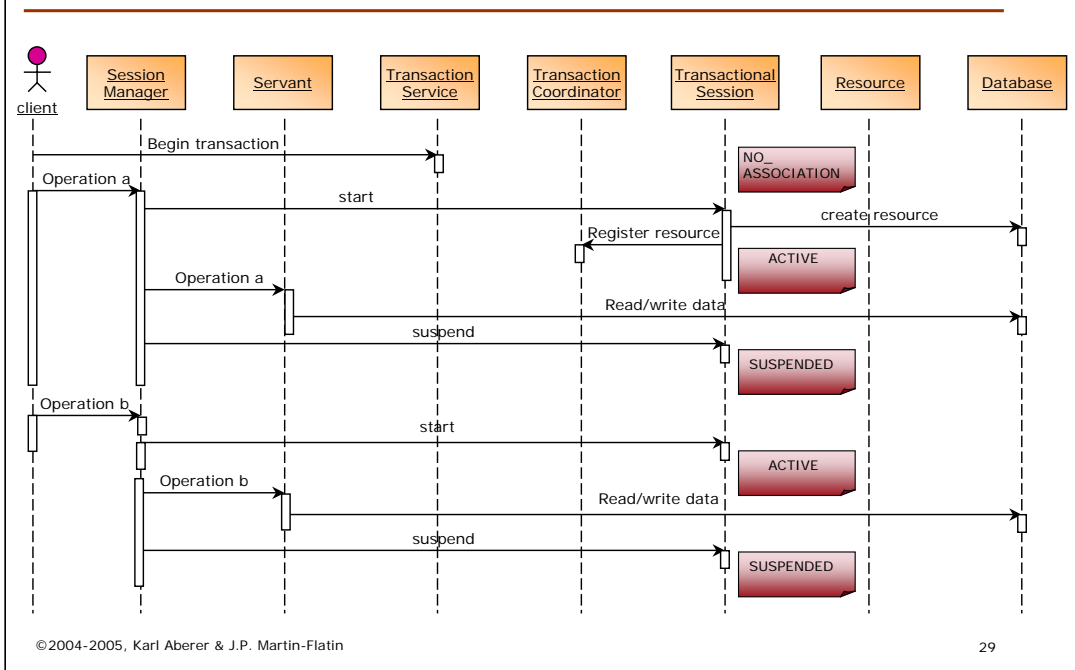 client
Session
Manager
Servant
Transaction
Service
Transaction
Coordinator
Transactional
Session
Resource
Database
Begin transaction
NO_
ASSOCIATION
Operation a
start
create resource
Register resource
ACTIVE
Operation a
Read/write data
suspend
SUSPENDED
Operation b
start
ACTIVE
Operation b
Read/write data
suspend
SUSPENDED
©2004-2005, Karl Aberer & J.P. Martin-Flatin
29